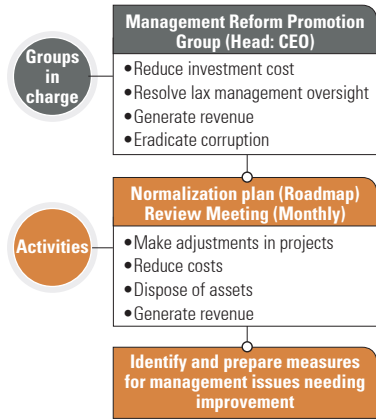 Management Reform Promotion
Group (Head: CEO)
Groups
in
charge
•Reduce investment cost
•Resolve lax management oversight
•Generate revenue
•Eradicate corruption
Normalization plan (Roadmap)
Review Meeting (Monthly)
Activities
•Make adjustments in projects
•Reduce costs
•Dispose of assets
•Generate revenue
Identify and prepare measures
for management issues needing
improvement